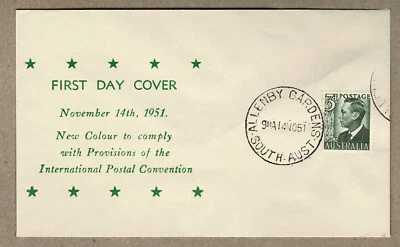 FIRST DAY COVER
November 14th, 1951.
New Colour to comply
with Provisions of the
International Postal Convention
ALLENBY GARDENS
SOUTH-AUST
3D POSTAGE
AUSTRALIA